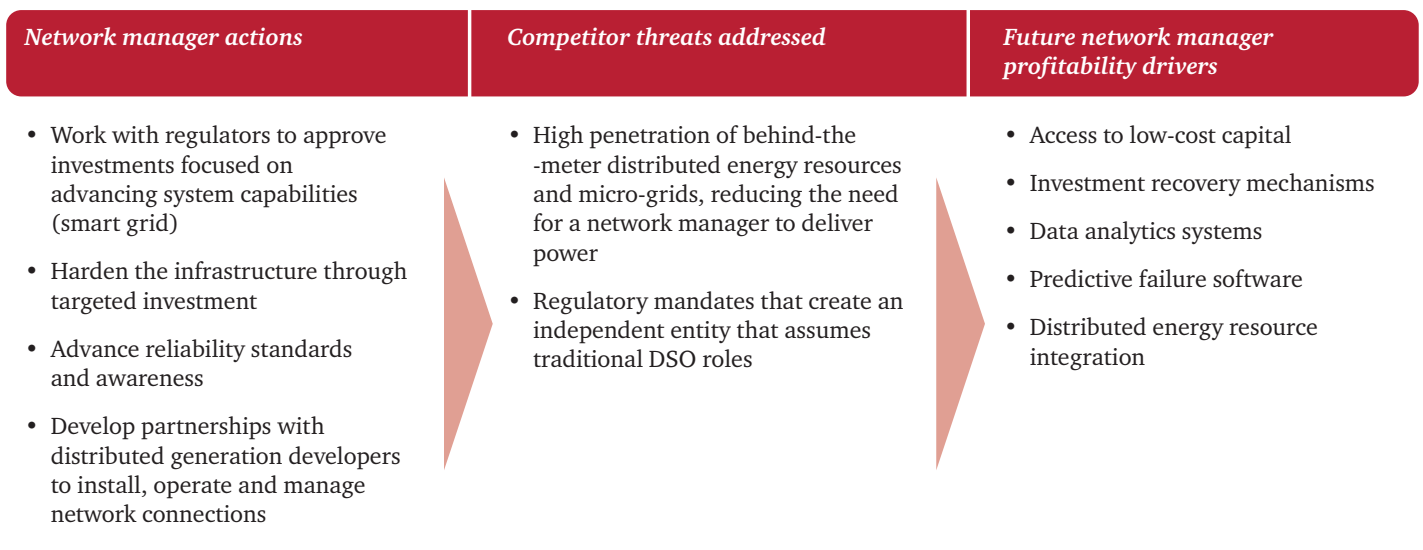 Network manager actions
• Work with regulators to approve
investments focused on
advancing system capabilities
(smart grid)
• Harden the infrastructure through
targeted investment
• Advance reliability standards
and awareness
• Develop partnerships with
distributed generation developers
to install, operate and manage
network connections
Competitor threats addressed
• High penetration of behind-the
-meter distributed energy resources
and micro-grids, reducing the need
for a network manager to deliver
power
• Regulatory mandates that create an
independent entity that assumes
traditional DSO roles
Future network manager
profitability drivers
• Access to low-cost capital
• Investment recovery mechanisms
• Data analytics systems
• Predictive failure software
• Distributed energy resource
integration